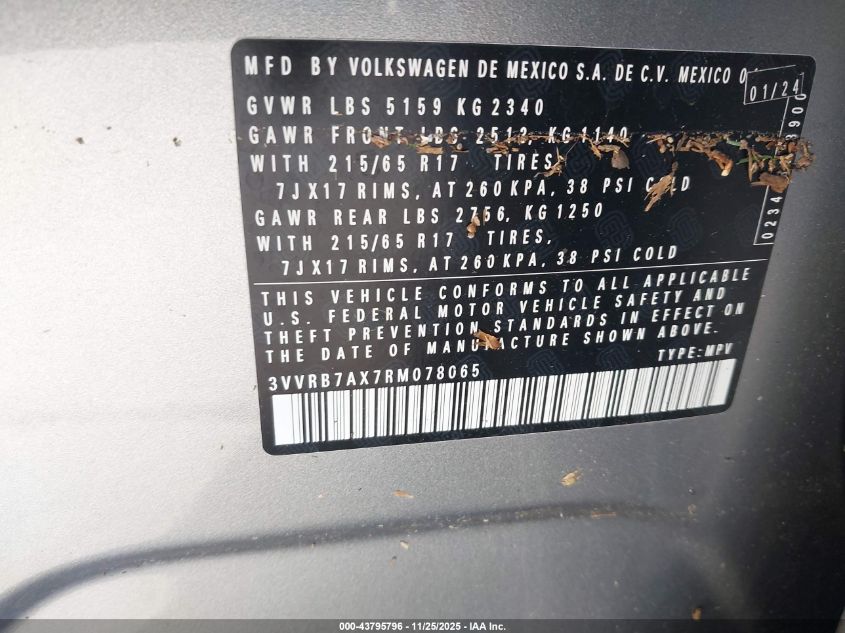 MFD BY VOLKSWAGEN DE MEXICO S.A. DE C.V. MEXICO
01/24
GVWR LBS 5159 KG 2340
GAWR FRONT LBS 2513, KG 1140
WITH 215/65 R17 TIRES,
7JX17 RIMS, AT 260 KPA, 38 PSI COLD
GAWR REAR LBS 2756, KG 1250
WITH 215/65 R17 TIRES,
7JX17 RIMS, AT 260 KPA, 38 PSI COLD
THIS VEHICLE CONFORMS TO ALL APPLICABLE
U.S. FEDERAL MOTOR VEHICLE SAFETY AND
THEFT PREVENTION STANDARDS IN EFFECT ON
THE DATE OF MANUFACTURE SHOWN ABOVE.
TYPE: MPV
3VVRB7AX7RM078065
000-43795796 - 11/25/2025 - IAA Inc.